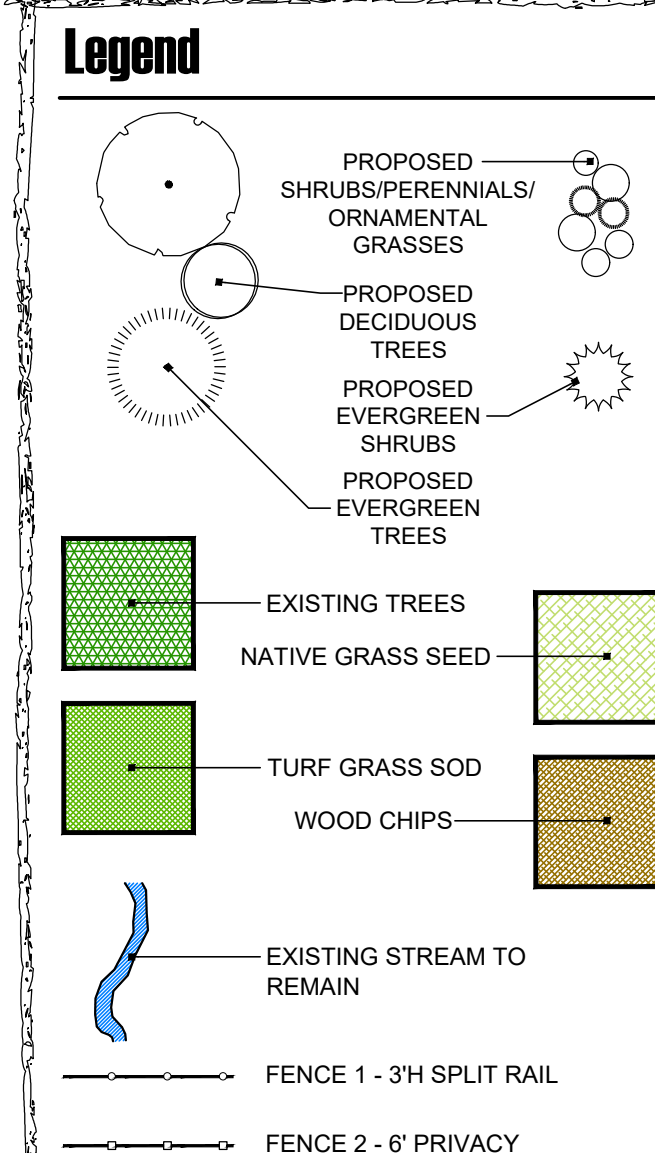 Legend
PROPOSED
SHRUBS/PERENNIALS/
ORNAMENTAL
GRASSES
PROPOSED
DECIDUOUS
TREES
PROPOSED
EVERGREEN
SHRUBS
PROPOSED
EVERGREEN
TREES
EXISTING TREES
NATIVE GRASS SEED
TURF GRASS SOD
WOOD CHIPS
EXISTING STREAM TO
REMAIN
FENCE 1 - 3'H SPLIT RAIL
FENCE 2 - 6' PRIVACY